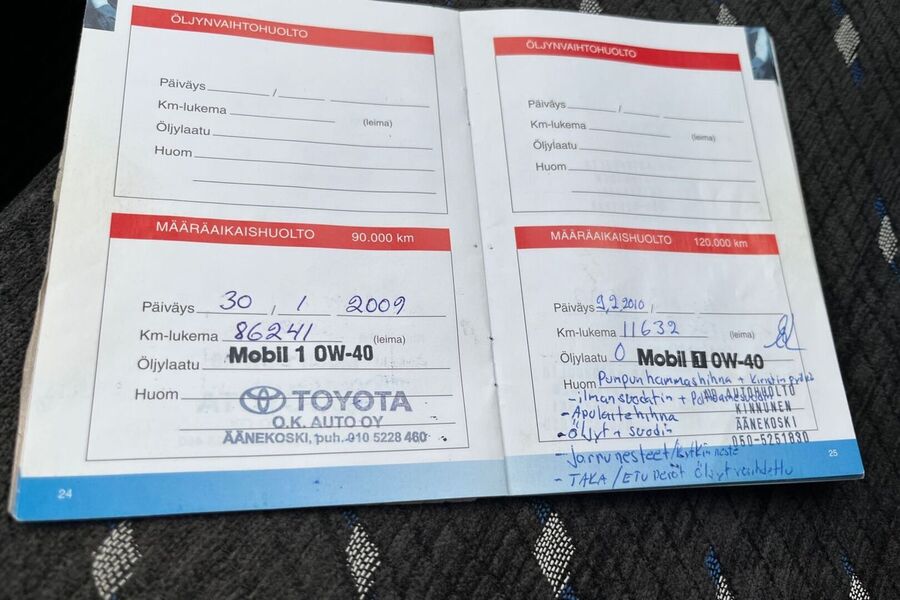 ÖLJYNVAIHTOHUOLTO
Päiväys / 
Km-lukema (leima)
Öljylaatu
Huom
MÄÄRÄAIKAISHUOLTO 90.000 km
Päiväys 30 / 1 2009
Km-lukema 86241 (leima)
Öljylaatu Mobil 1 0W-40
Huom
TOYOTA
O.K. AUTO OY
ÄÄNEKOSKI, puh. 010 5228 460
24
ÖLJYNVAIHTOHUOLTO
Päiväys /
Km-lukema (leima)
Öljylaatu
Huom
MÄÄRÄAIKAISHUOLTO 120.000 km
Päiväys 9,2 2010 /
Km-lukema 11632 (leima)
Öljylaatu 0 Mobil 1 0W-40
Huom Pumpun hammashihna +
- ilmansuodatin +
- Apulaitehihna
- Öljyt + suodin
- Jarrunesteet/kytkin neste
- TAKA / ETU perät Öljyt vaihdettu
AUTOHUOLTO
KINNUNEN
ÄÄNEKOSKI
050-5251830
25